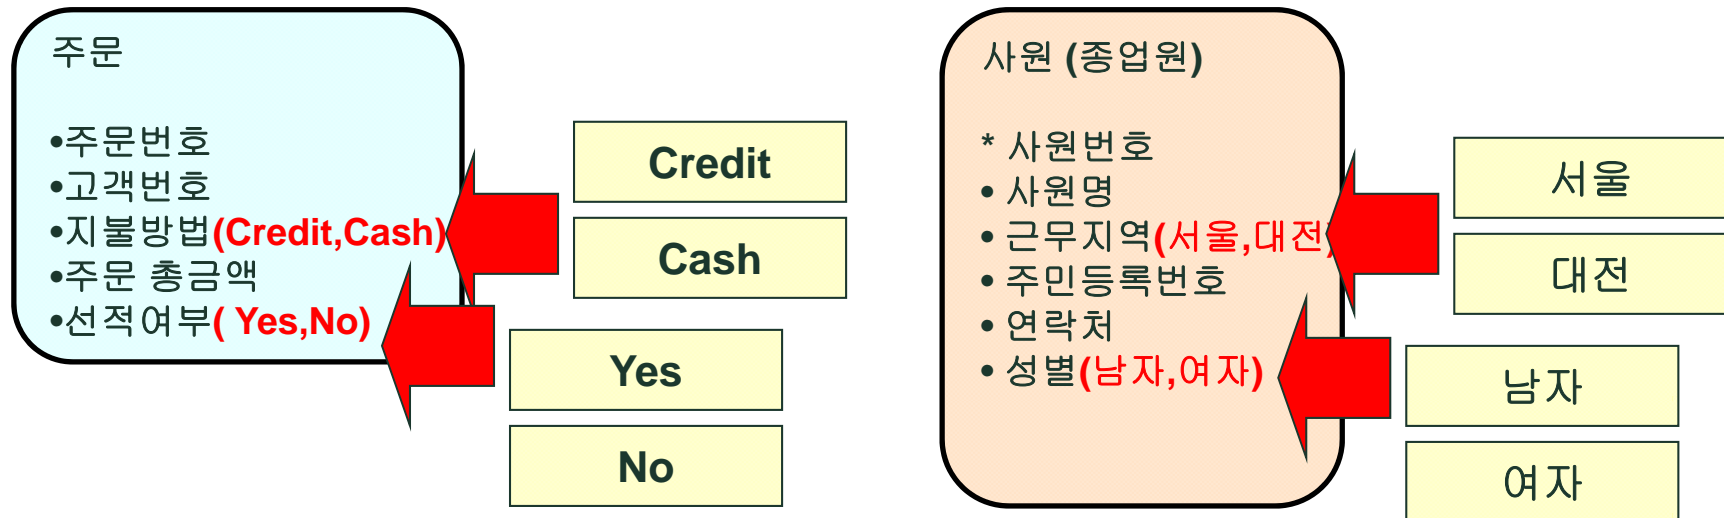 주문
•주문번호
•고객번호
•지불방법(Credit,Cash)
•주문 총금액
•선적여부( Yes,No)
Credit
Cash
Yes
No
사원 (종업원)
* 사원번호
• 사원명
• 근무지역(서울,대전)
• 주민등록번호
• 연락처
• 성별(남자,여자)
서울
대전
남자
여자